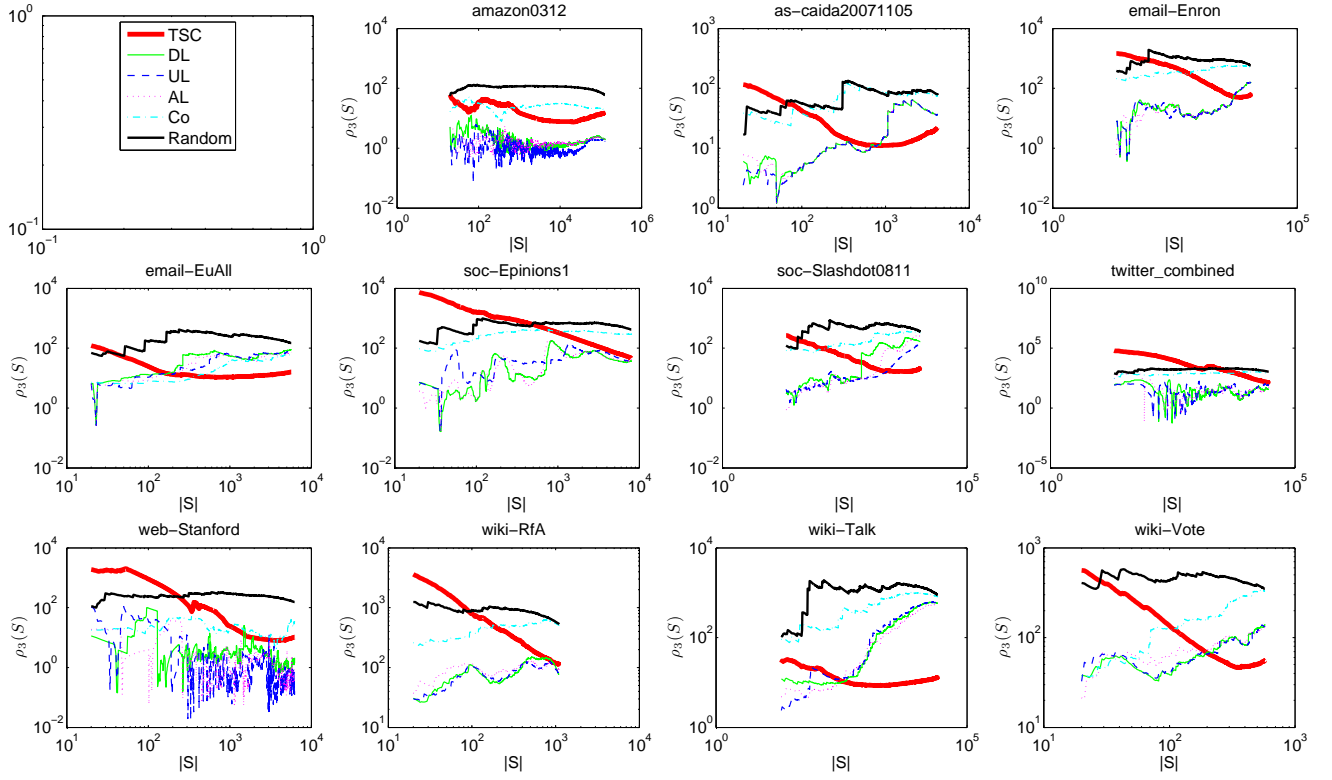 10^0
10^-1
10^-1 10^0
TSC
DL
UL
AL
Co
Random
amazon0312
ρ3(S)
10^4
10^2
10^0
10^-2
10^0 10^2 10^4 10^6
|S|
as-caida20071105
ρ3(S)
10^3
10^2
10^1
10^0
10^1 10^2 10^3 10^4
|S|
email-Enron
ρ3(S)
10^4
10^2
10^0
10^-2
10^0 10^5
|S|
email-EuAll
ρ3(S)
10^4
10^2
10^0
10^-2
10^1 10^2 10^3 10^4
|S|
soc-Epinions1
ρ3(S)
10^4
10^2
10^0
10^-2
10^1 10^2 10^3 10^4
|S|
soc-Slashdot0811
ρ3(S)
10^4
10^2
10^0
10^-2
10^0 10^5
|S|
twitter_combined
ρ3(S)
10^10
10^5
10^0
10^-5
10^0 10^5
|S|
web-Stanford
ρ3(S)
10^4
10^2
10^0
10^-2
10^1 10^2 10^3 10^4
|S|
wiki-RfA
ρ3(S)
10^4
10^3
10^2
10^1
10^1 10^2 10^3 10^4
|S|
wiki-Talk
ρ3(S)
10^4
10^2
10^0
10^0 10^5
|S|
wiki-Vote
ρ3(S)
10^3
10^2
10^1
10^0
10^1 10^2 10^3
|S|